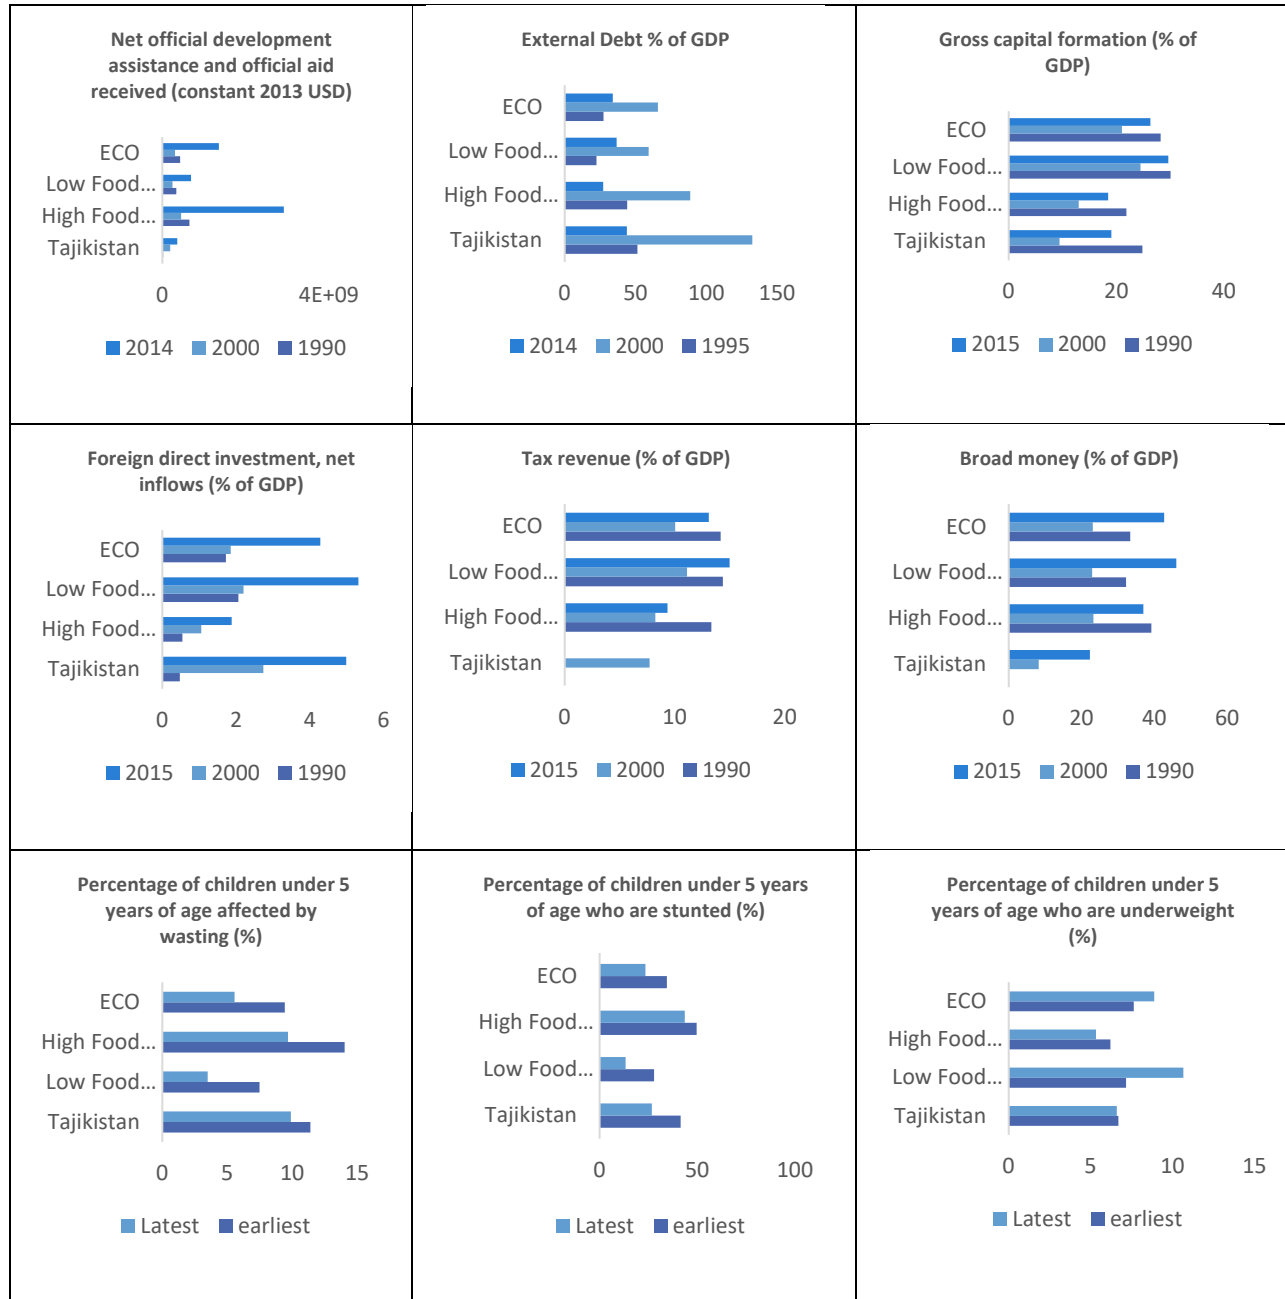 Net official development
assistance and official aid
received (constant 2013 USD)
ECO
Low Food...
High Food...
Tajikistan
0 4E+09
2014 2000 1990
External Debt % of GDP
ECO
Low Food...
High Food...
Tajikistan
0 50 100 150
2014 2000 1995
Gross capital formation (% of
GDP)
ECO
Low Food...
High Food...
Tajikistan
0 20 40
2015 2000 1990
Foreign direct investment, net
inflows (% of GDP)
ECO
Low Food...
High Food...
Tajikistan
0 2 4 6
2015 2000 1990
Tax revenue (% of GDP)
ECO
Low Food...
High Food...
Tajikistan
0 10 20
2015 2000 1990
Broad money (% of GDP)
ECO
Low Food...
High Food...
Tajikistan
0 20 40 60
2015 2000 1990
Percentage of children under 5
years of age affected by
wasting (%)
ECO
High Food...
Low Food...
Tajikistan
0 5 10 15
Latest earliest
Percentage of children under 5 years
of age who are stunted (%)
ECO
High Food...
Low Food...
Tajikistan
0 50 100
Latest earliest
Percentage of children under 5
years of age who are underweight
(%)
ECO
High Food...
Low Food...
Tajikistan
0 5 10 15
Latest earliest